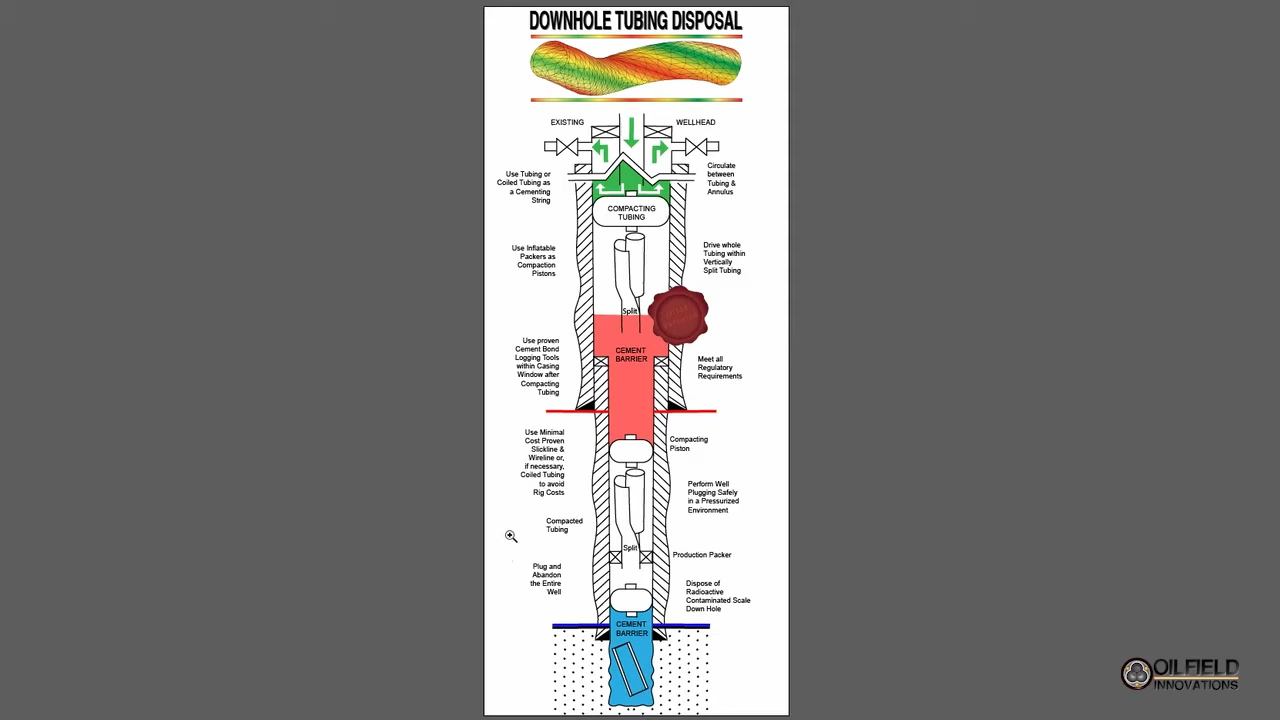 DOWNHOLE TUBING DISPOSAL
EXISTING
WELLHEAD
Use Tubing or
Coiled Tubing as
a Cementing
String
Circulate
between
Tubing &
Annulus
COMPACTING
TUBING
Use Inflatable
Packers as
Compaction
Pistons
Drive whole
Tubing within
Vertically
Split Tubing
Split
Use proven
Cement Bond
Logging Tools
within Casing
Window after
Compacting
Tubing
CEMENT
BARRIER
Meet all
Regulatory
Requirements
Use Minimal
Cost Proven
Slickline &
Wireline or,
if necessary,
Coiled Tubing
to avoid
Rig Costs
Compacting
Piston
Perform Well
Plugging Safely
in a Pressurized
Environment
Compacted
Tubing
Split
Production Packer
Plug and
Abandon
the Entire
Well
Dispose of
Radioactive
Contaminated Scale
Down Hole
CEMENT
BARRIER
OILFIELD
INNOVATIONS